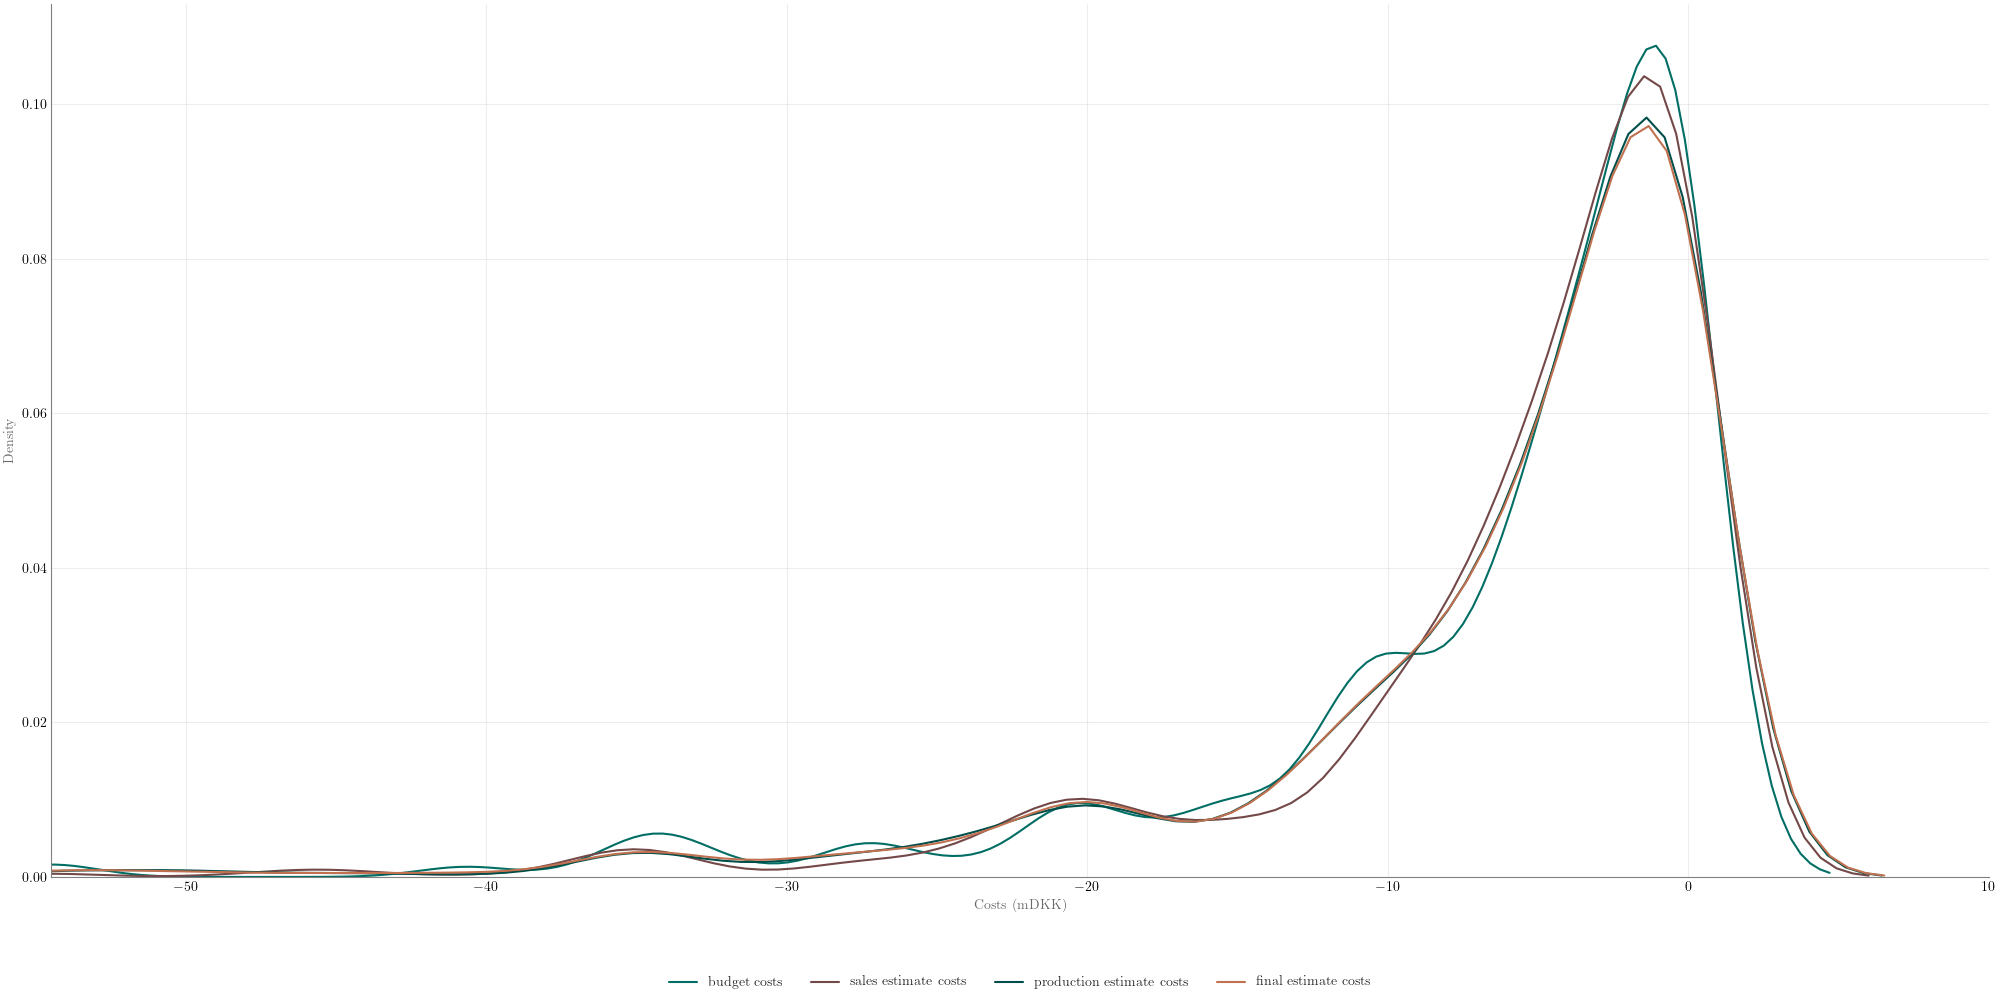 0.10
0.08
0.06
Density
0.04
0.02
0.00
−50 −40 −30 −20 −10 0 10
Costs (mDKK)
budget costs sales estimate costs production estimate costs final estimate costs